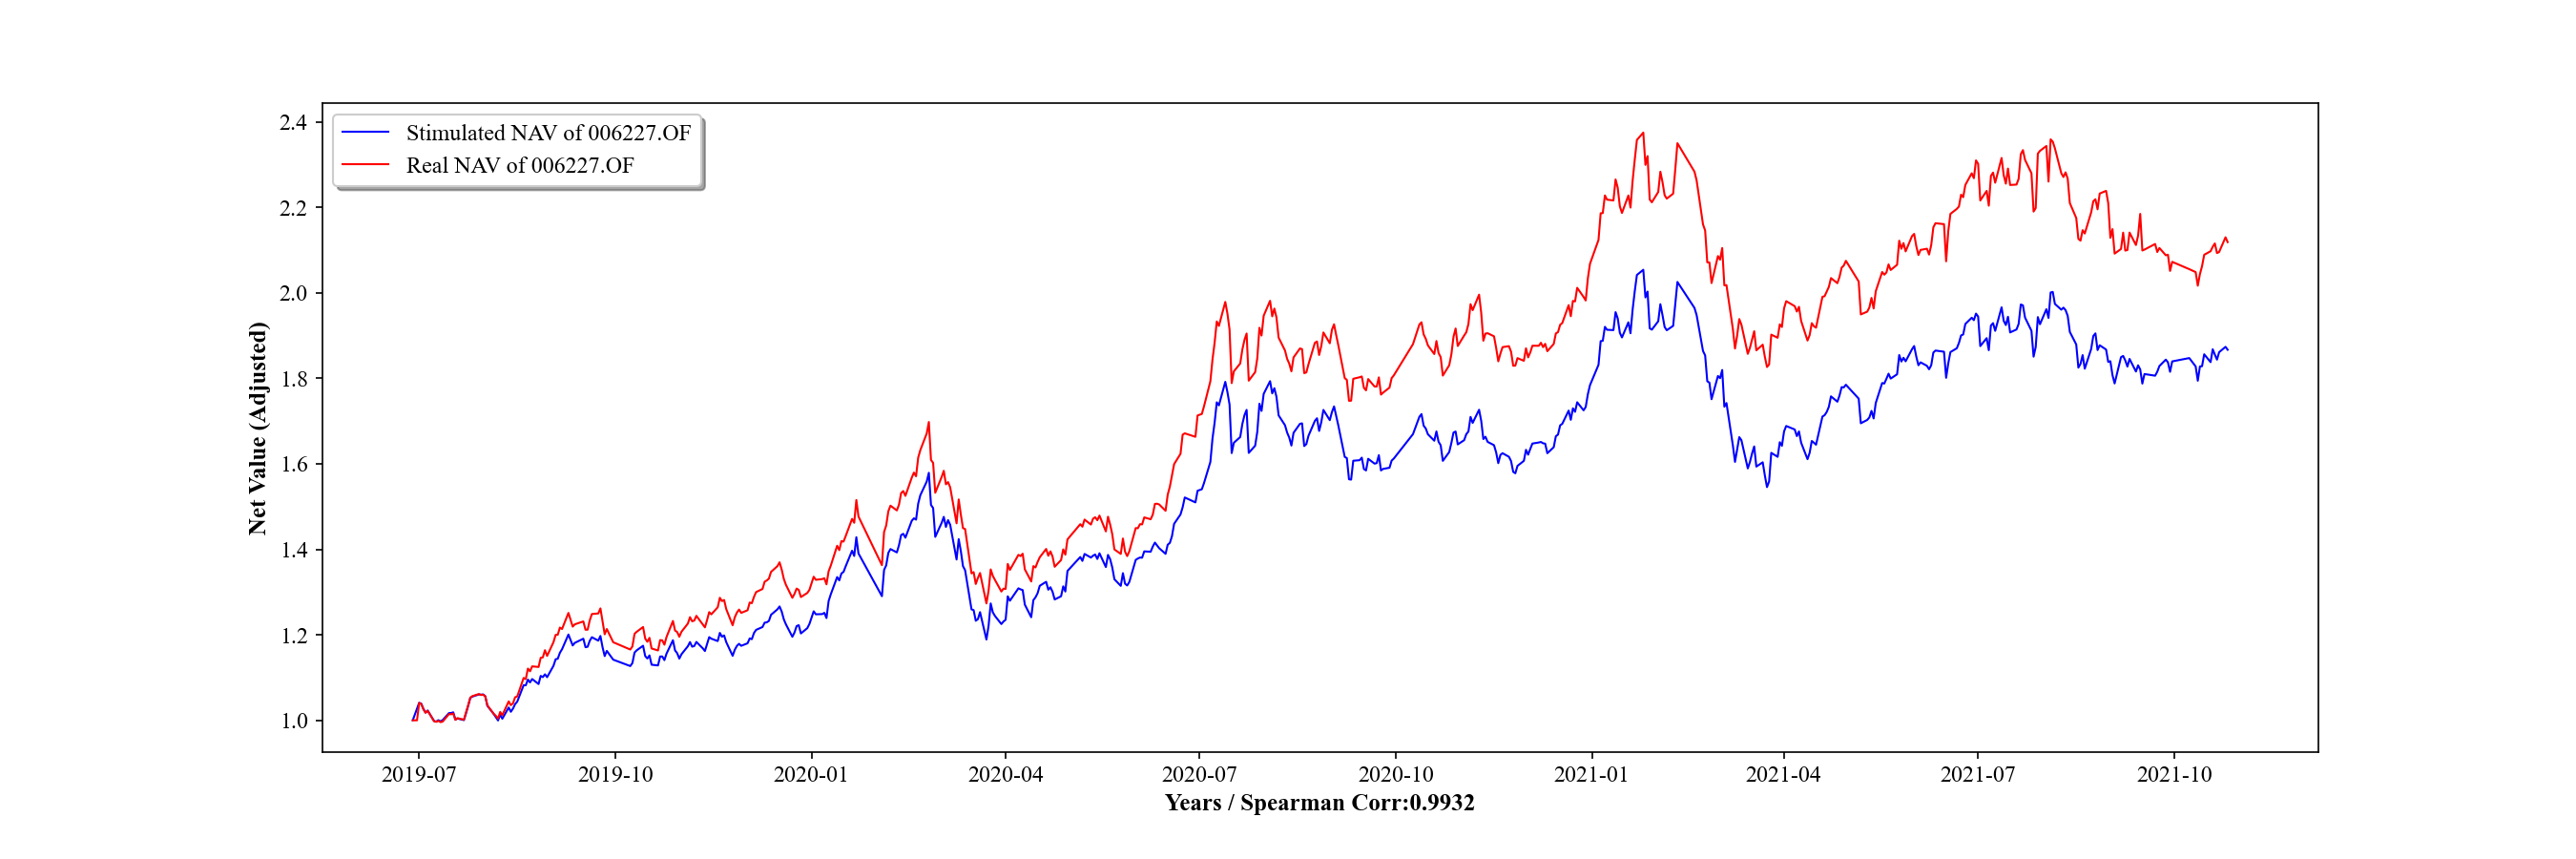 Stimulated NAV of 006227.OF
Real NAV of 006227.OF
Net Value (Adjusted)
2.4
2.2
2.0
1.8
1.6
1.4
1.2
1.0
2019-07 2019-10 2020-01 2020-04 2020-07 2020-10 2021-01 2021-04 2021-07 2021-10
Years / Spearman Corr:0.9932